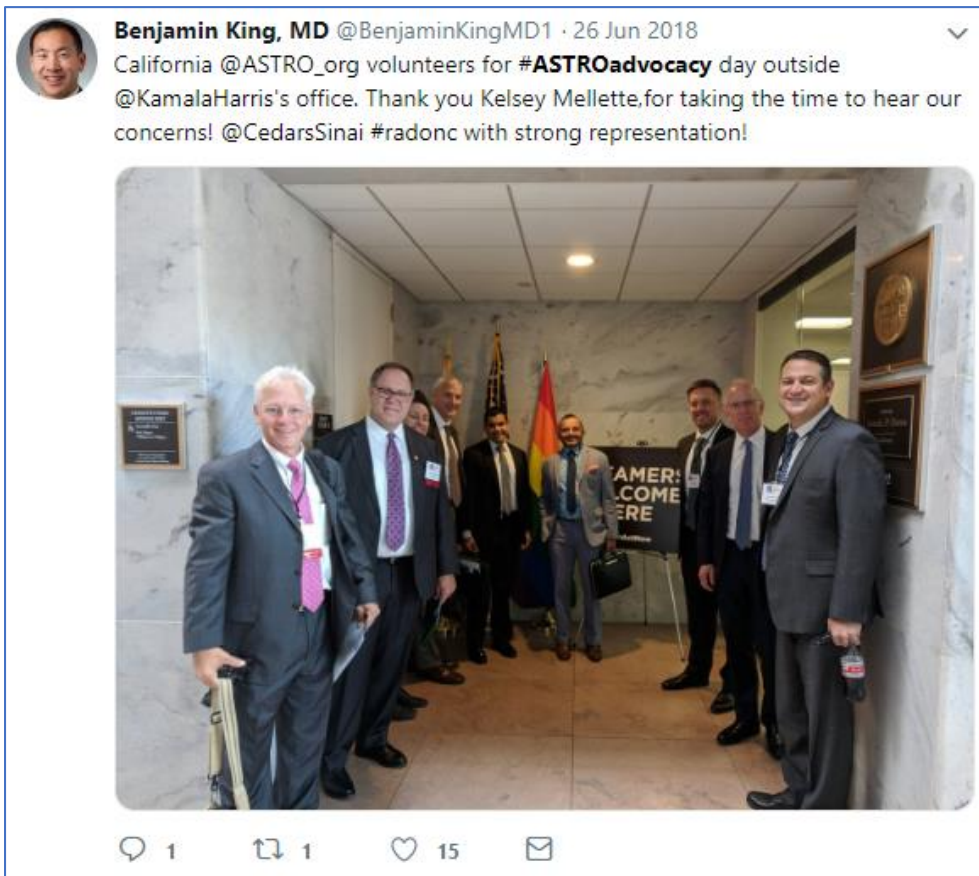 Benjamin King, MD @BenjaminKingMD1 · 26 Jun 2018
California @ASTRO_org volunteers for #ASTROadvocacy day outside
@KamalaHarris's office. Thank you Kelsey Mellette,for taking the time to hear our
concerns! @CedarsSinai #radonc with strong representation!
EAMERS
LCOME
ERE
1
1
15